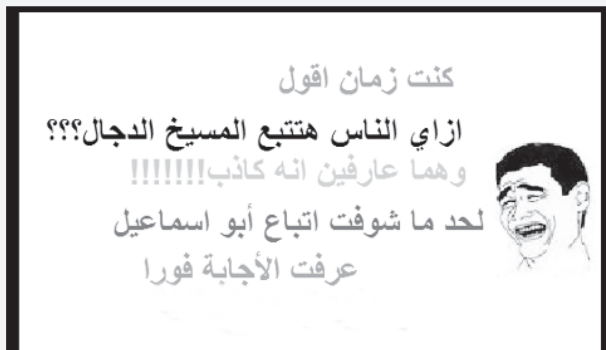 كنت زمان اقول
ازاي الناس هتتبع المسيخ الدجال؟؟؟
وهما عارفين انه كاذب!!!!!!!
لحد ما شوفت اتباع أبو اسماعيل
عرفت الأجابة فورا